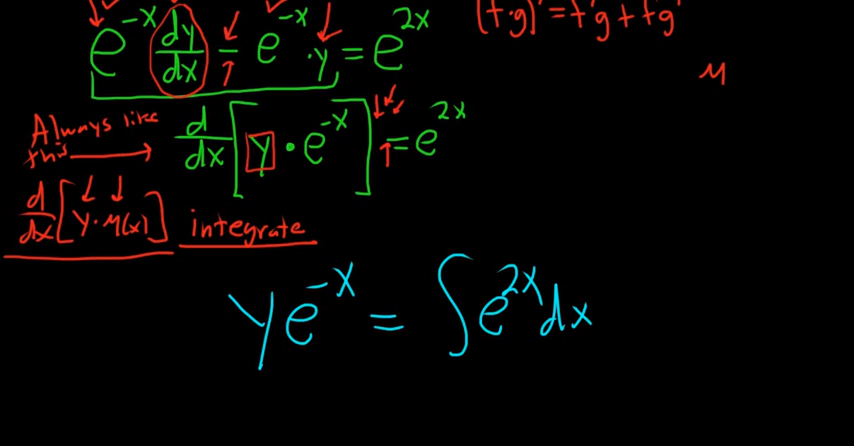 e^{-x} dy/dx - e^{-x} · y = e^{2x}
(f·g)' = f'g + fg'
μ
Always like this → d/dx [y · e^{-x}] = e^{2x}
d/dx [y · μ(x)] integrate
ye^{-x} = ∫e^{2x}dx